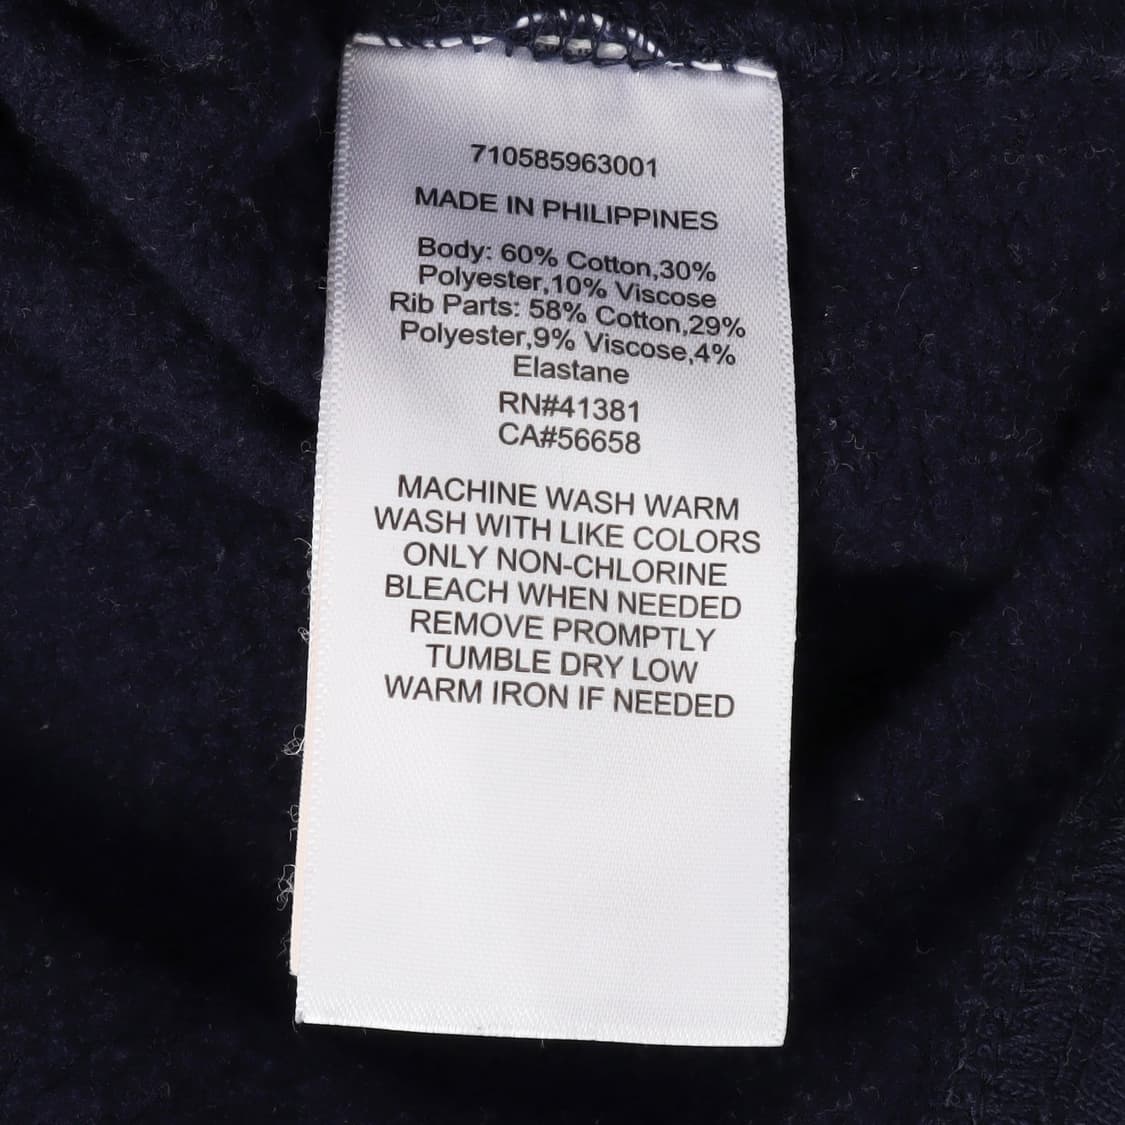 710585963001
MADE IN PHILIPPINES
Body: 60% Cotton,30%
Polyester,10% Viscose
Rib Parts: 58% Cotton,29%
Polyester,9% Viscose,4%
Elastane
RN#41381
CA#56658
MACHINE WASH WARM
WASH WITH LIKE COLORS
ONLY NON-CHLORINE
BLEACH WHEN NEEDED
REMOVE PROMPTLY
TUMBLE DRY LOW
WARM IRON IF NEEDED